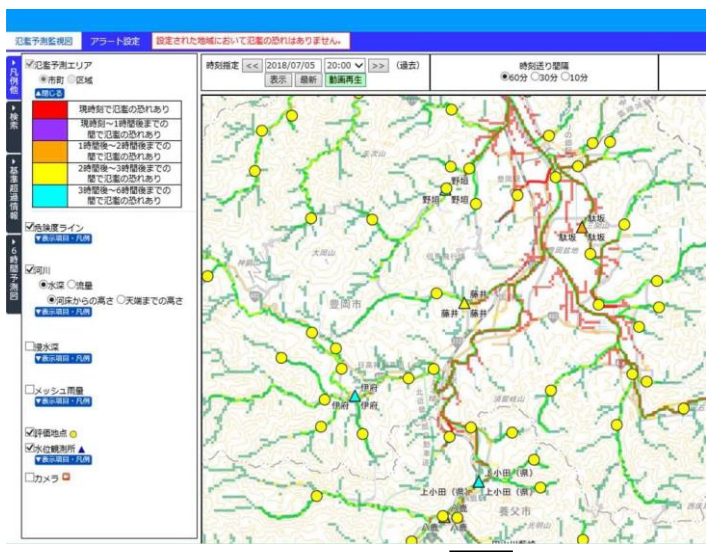 氾濫予測監視図 アラート設定 設定された地域において氾濫の恐れはありません。
凡例他
検索
基準超過情報
6時間予測図
氾濫予測エリア
市町 区域
▲閉じる
現時刻で氾濫の恐れあり
現時刻～1時間後までの
間で氾濫の恐れあり
1時間後～2時間後までの
間で氾濫の恐れあり
2時間後～3時間後までの
間で氾濫の恐れあり
3時間後～6時間後までの
間で氾濫の恐れあり
危険度ライン
▼表示項目・凡例
河川
水深 流量
河床からの高さ 天端までの高さ
▼表示項目・凡例
浸水深
▼表示項目・凡例
メッシュ雨量
▼表示項目・凡例
評価地点
水位観測所
▼表示項目・凡例
カメラ
時刻指定 << 2018/07/05 20:00 >> (過去)
表示 最新 動画再生
時刻送り間隔
60分 30分 10分
野垣
野垣 野垣
駄坂
駄坂 駄坂
大岡山
豊岡盆地
藤井
藤井 藤井
豊岡市
伊府
伊府 伊府
上小田（県）
上小田（県） 上小田（県）
養父市
八鹿 八鹿